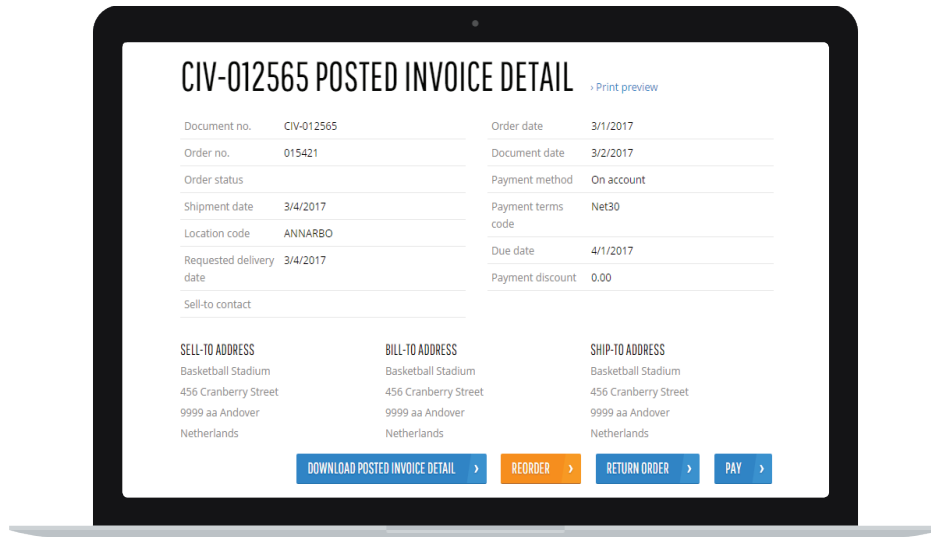 CIV-012565 POSTED INVOICE DETAIL › Print preview
Document no. CIV-012565
Order no. 015421
Order status
Shipment date 3/4/2017
Location code ANNARBO
Requested delivery 3/4/2017
date
Sell-to contact
Order date 3/1/2017
Document date 3/2/2017
Payment method On account
Payment terms Net30
code
Due date 4/1/2017
Payment discount 0.00
SELL-TO ADDRESS
Basketball Stadium
456 Cranberry Street
9999 aa Andover
Netherlands
BILL-TO ADDRESS
Basketball Stadium
456 Cranberry Street
9999 aa Andover
Netherlands
SHIP-TO ADDRESS
Basketball Stadium
456 Cranberry Street
9999 aa Andover
Netherlands
DOWNLOAD POSTED INVOICE DETAIL › REORDER › RETURN ORDER › PAY ›